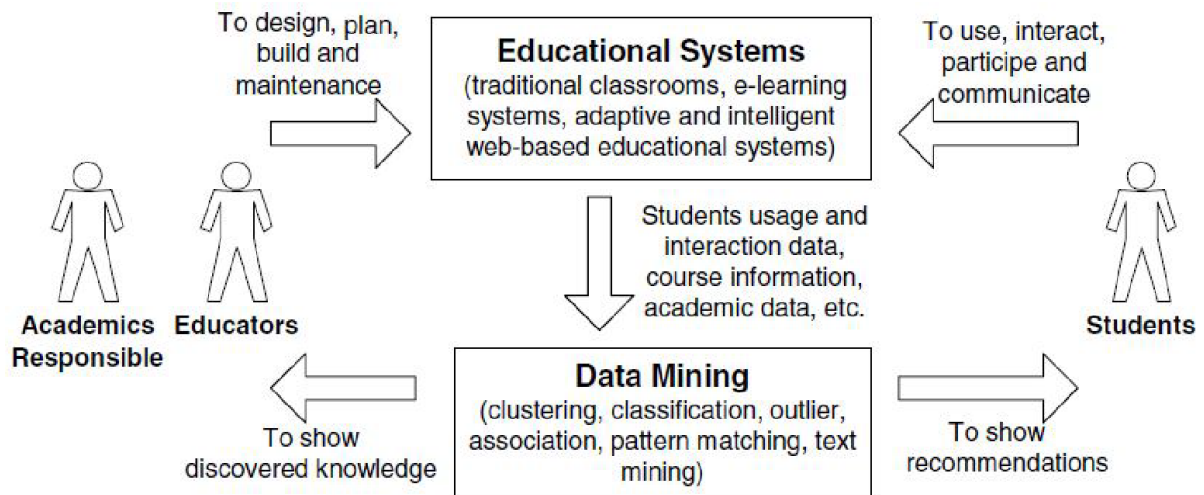 To design, plan,
build and
maintenance
Educational Systems
(traditional classrooms, e-learning
systems, adaptive and intelligent
web-based educational systems)
To use, interact,
participe and
communicate
Students usage and
interaction data,
course information,
academic data, etc.
Academics
Responsible
Educators
Students
Data Mining
(clustering, classification, outlier,
association, pattern matching, text
mining)
To show
discovered knowledge
To show
recommendations